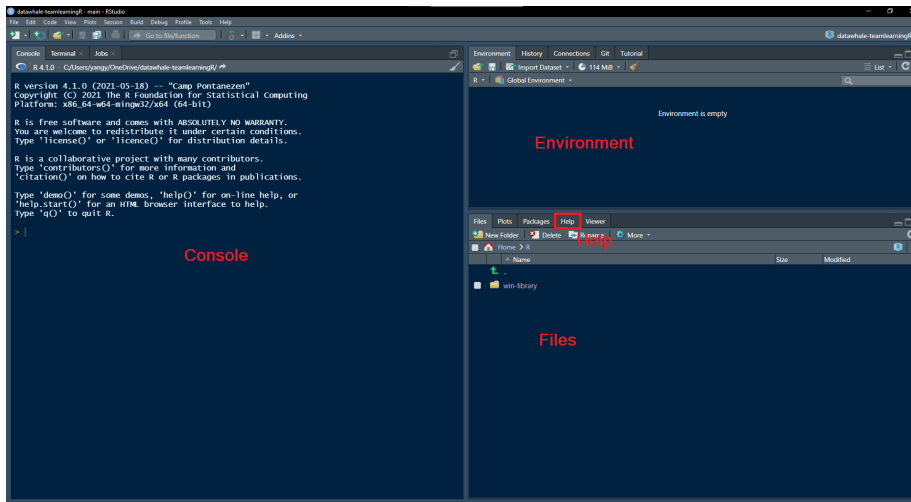 datawhale-teamlearningR - main - RStudio
File Edit Code View Plots Session Build Debug Profile Tools Help
Go to file/function Addins
datawhale-teamlearningR
Console Terminal Jobs
R 4.1.0 · C:/Users/yangy/OneDrive/datawhale-teamlearningR/
R version 4.1.0 (2021-05-18) -- "Camp Pontanezen"
Copyright (C) 2021 The R Foundation for Statistical Computing
Platform: x86_64-w64-mingw32/x64 (64-bit)
R is free software and comes with ABSOLUTELY NO WARRANTY.
You are welcome to redistribute it under certain conditions.
Type 'license()' or 'licence()' for distribution details.
R is a collaborative project with many contributors.
Type 'contributors()' for more information and
'citation()' on how to cite R or R packages in publications.
Type 'demo()' for some demos, 'help()' for on-line help, or
'help.start()' for an HTML browser interface to help.
Type 'q()' to quit R.
>
Console
Environment History Connections Git Tutorial
Import Dataset 114 MiB List
R Global Environment
Environment is empty
Environment
Files Plots Packages Help Viewer
New Folder Delete Rename More
Help
Home > R
Name Size Modified
..
win-library
Files